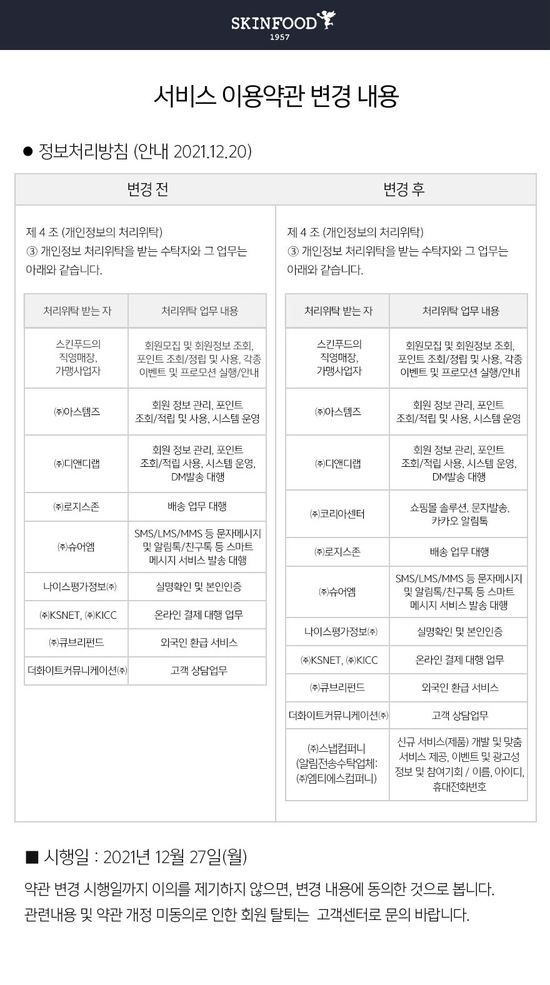 SKINFOOD
1957
서비스 이용약관 변경 내용
● 정보처리방침 (안내 2021.12.20)
변경 전
제 4 조 (개인정보의 처리위탁)
③ 개인정보 처리위탁을 받는 수탁자와 그 업무는
아래와 같습니다.
처리위탁 받는 자
처리위탁 업무 내용
스킨푸드의
직영매장,
가맹사업자
회원모집 및 회원정보 조회,
포인트 조회/정립 및 사용, 각종
이벤트 및 프로모션 실행/안내
㈜아스템즈
회원 정보 관리, 포인트
조회/적립 및 사용, 시스템 운영
㈜디앤디랩
회원 정보 관리, 포인트
조회/적립 사용, 시스템 운영,
DM발송 대행
㈜로지스존
배송 업무 대행
㈜슈어엠
SMS/LMS/MMS 등 문자메시지
및 알림톡/친구톡 등 스마트
메시지 서비스 발송 대행
나이스평가정보㈜
실명확인 및 본인인증
㈜KSNET, ㈜KICC
온라인 결제 대행 업무
㈜큐브리펀드
외국인 환급 서비스
더화이트커뮤니케이션㈜
고객 상담업무
변경 후
제 4 조 (개인정보의 처리위탁)
③ 개인정보 처리위탁을 받는 수탁자와 그 업무는
아래와 같습니다.
처리위탁 받는 자
처리위탁 업무 내용
스킨푸드의
직영매장,
가맹사업자
회원모집 및 회원정보 조회,
포인트 조회/정립 및 사용, 각종
이벤트 및 프로모션 실행/안내
㈜아스템즈
회원 정보 관리, 포인트
조회/적립 및 사용, 시스템 운영
㈜디앤디랩
회원 정보 관리, 포인트
조회/적립 사용, 시스템 운영,
DM발송 대행
㈜코리아센터
쇼핑몰 솔루션, 문자발송,
카카오 알림톡
㈜로지스존
배송 업무 대행
㈜슈어엠
SMS/LMS/MMS 등 문자메시지
및 알림톡/친구톡 등 스마트
메시지 서비스 발송 대행
나이스평가정보㈜
실명확인 및 본인인증
㈜KSNET, ㈜KICC
온라인 결제 대행 업무
㈜큐브리펀드
외국인 환급 서비스
더화이트커뮤니케이션㈜
고객 상담업무
㈜스냅컴퍼니
(알림전송수탁업체:
㈜엠티에스컴퍼니)
신규 서비스(제품) 개발 및 맞춤
서비스 제공, 이벤트 및 광고성
정보 및 참여기회 / 이름, 아이디,
휴대전화번호
■ 시행일 : 2021년 12월 27일(월)
약관 변경 시행일까지 이의를 제기하지 않으면, 변경 내용에 동의한 것으로 봅니다.
관련내용 및 약관 개정 미동의로 인한 회원 탈퇴는 고객센터로 문의 바랍니다.